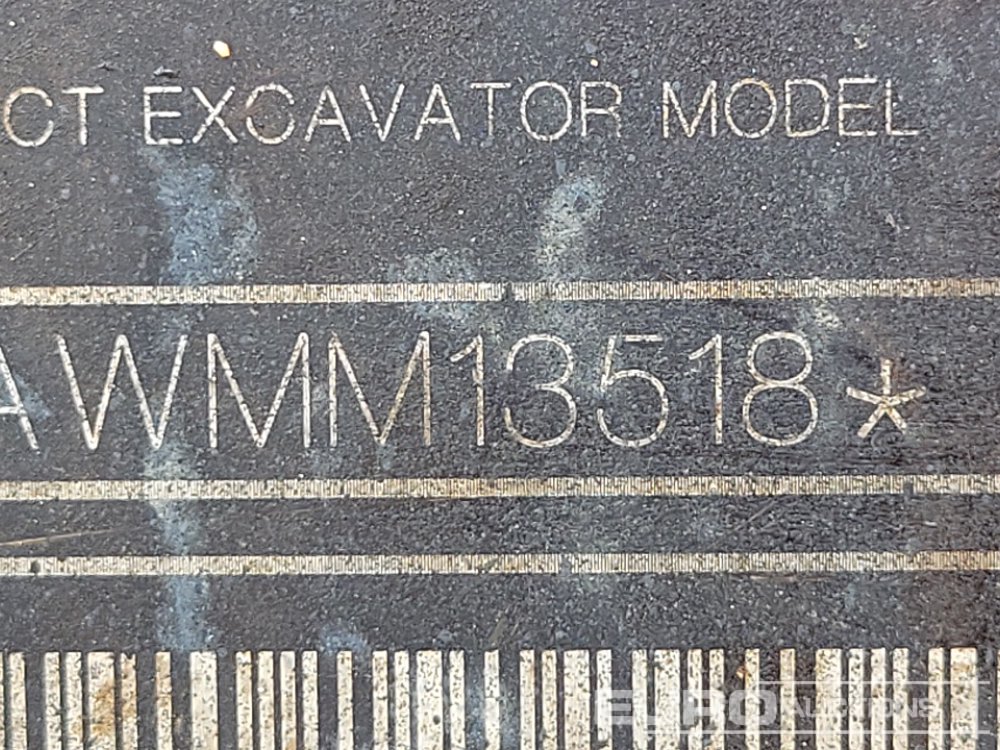 CT EXCAVATOR MODEL
AWMM13518*
EURO AUCTIONS